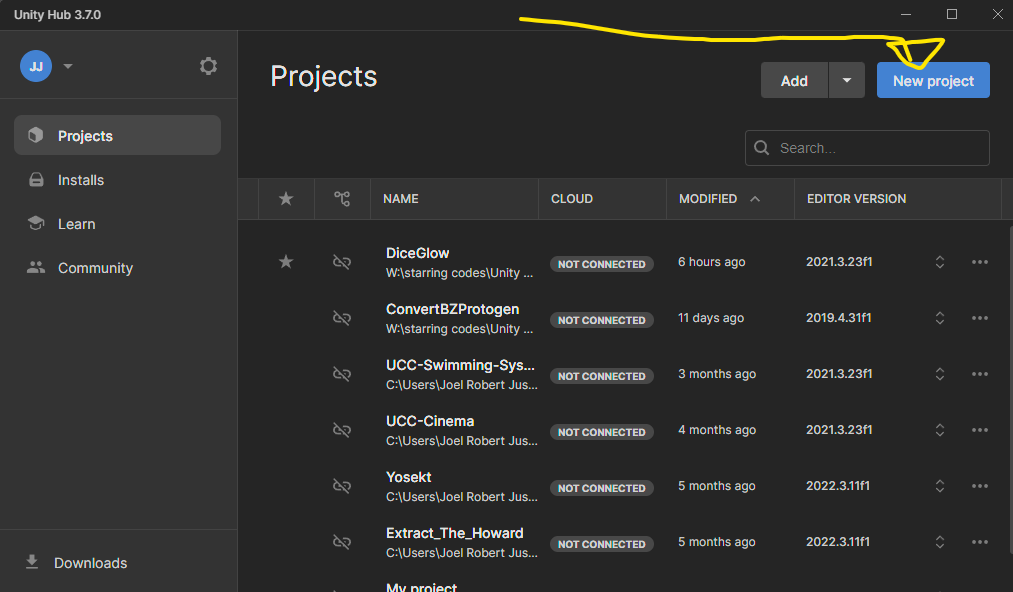 Unity Hub 3.7.0
JJ
Projects
Installs
Learn
Community
Downloads
Projects
Add
New project
Search...
NAME CLOUD MODIFIED EDITOR VERSION
DiceGlow
W:\starring codes\Unity ...
NOT CONNECTED
6 hours ago
2021.3.23f1
ConvertBZProtogen
W:\starring codes\Unity ...
NOT CONNECTED
11 days ago
2019.4.31f1
UCC-Swimming-Sys...
C:\Users\Joel Robert Jus...
NOT CONNECTED
3 months ago
2021.3.23f1
UCC-Cinema
C:\Users\Joel Robert Jus...
NOT CONNECTED
4 months ago
2021.3.23f1
Yosekt
C:\Users\Joel Robert Jus...
NOT CONNECTED
5 months ago
2022.3.11f1
Extract_The_Howard
C:\Users\Joel Robert Jus...
NOT CONNECTED
5 months ago
2022.3.11f1
My project